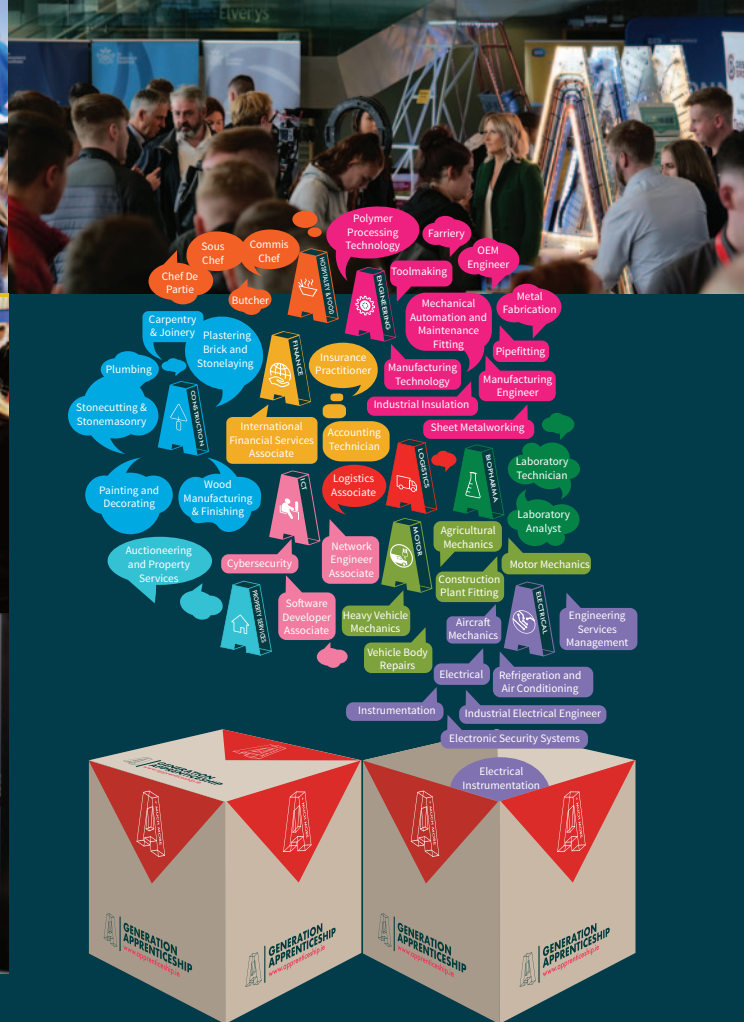 Elverys
Polymer
Processing
Technology
Farriery
OEM
Engineer
Sous
Chef
Commis
Chef
Chef De
Partie
Butcher
HOSPITALITY & FOOD
ENGINEERING
Toolmaking
Mechanical
Automation and
Maintenance
Fitting
Metal
Fabrication
Pipefitting
Manufacturing
Technology
Manufacturing
Engineer
Industrial Insulation
Sheet Metalworking
Carpentry
& Joinery
Plastering
Brick and
Stonelaying
Plumbing
Stonecutting &
Stonemasonry
CONSTRUCTION
Painting and
Decorating
Wood
Manufacturing
& Finishing
FINANCE
Insurance
Practitioner
International
Financial Services
Associate
Accounting
Technician
LOGISTICS
Logistics
Associate
BIOPHARMA
Laboratory
Technician
Laboratory
Analyst
ICT
Network
Engineer
Associate
Cybersecurity
Software
Developer
Associate
MOTOR
Agricultural
Mechanics
Motor Mechanics
Construction
Plant Fitting
Heavy Vehicle
Mechanics
Vehicle Body
Repairs
Auctioneering
and Property
Services
PROPERTY SERVICES
ELECTRICAL
Aircraft
Mechanics
Engineering
Services
Management
Electrical
Refrigeration and
Air Conditioning
Instrumentation
Industrial Electrical Engineer
Electronic Security Systems
Electrical
Instrumentation
GENERATION
APPRENTICESHIP
www.apprenticeship.ie
GENERATION
APPRENTICESHIP
www.apprenticeship.ie
GENERATION
APPRENTICESHIP
www.apprenticeship.ie
GENERATION
APPRENTICESHIP
www.apprenticeship.ie
GENERATION
APPRENTICESHIP
www.apprenticeship.ie